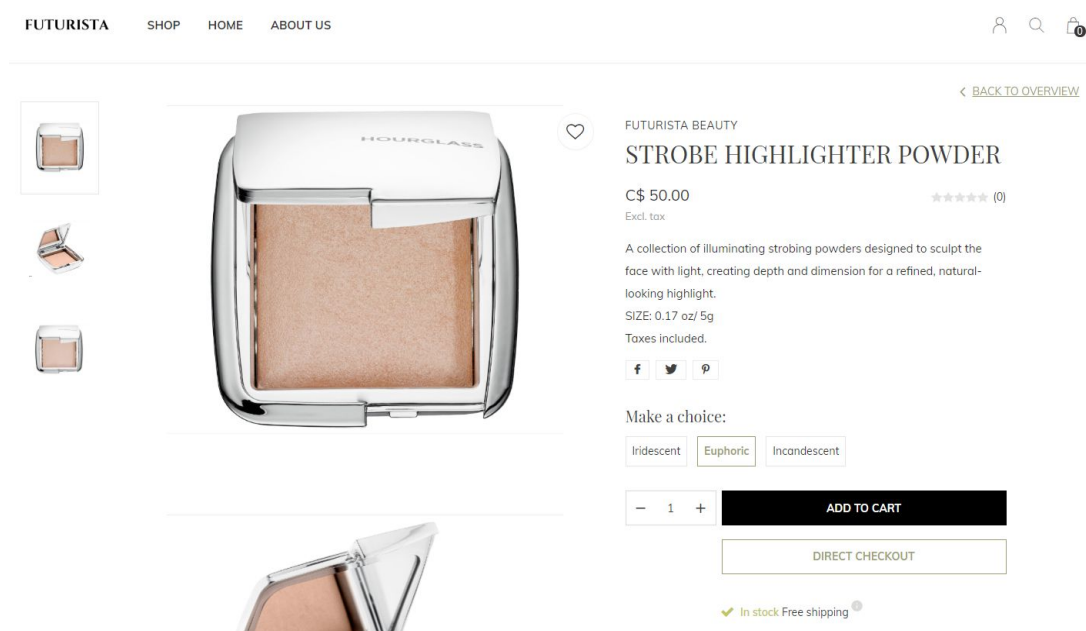 FUTURISTA
SHOP
HOME
ABOUT US
0
BACK TO OVERVIEW
HOURGLASS
FUTURISTA BEAUTY
STROBE HIGHLIGHTER POWDER
C$ 50.00
(0)
Excl. tax
A collection of illuminating strobing powders designed to sculpt the
face with light, creating depth and dimension for a refined, natural-
looking highlight.
SIZE: 0.17 oz/ 5g
Taxes included.
Make a choice:
Iridescent
Euphoric
Incandescent
− 1 +
ADD TO CART
DIRECT CHECKOUT
In stock Free shipping